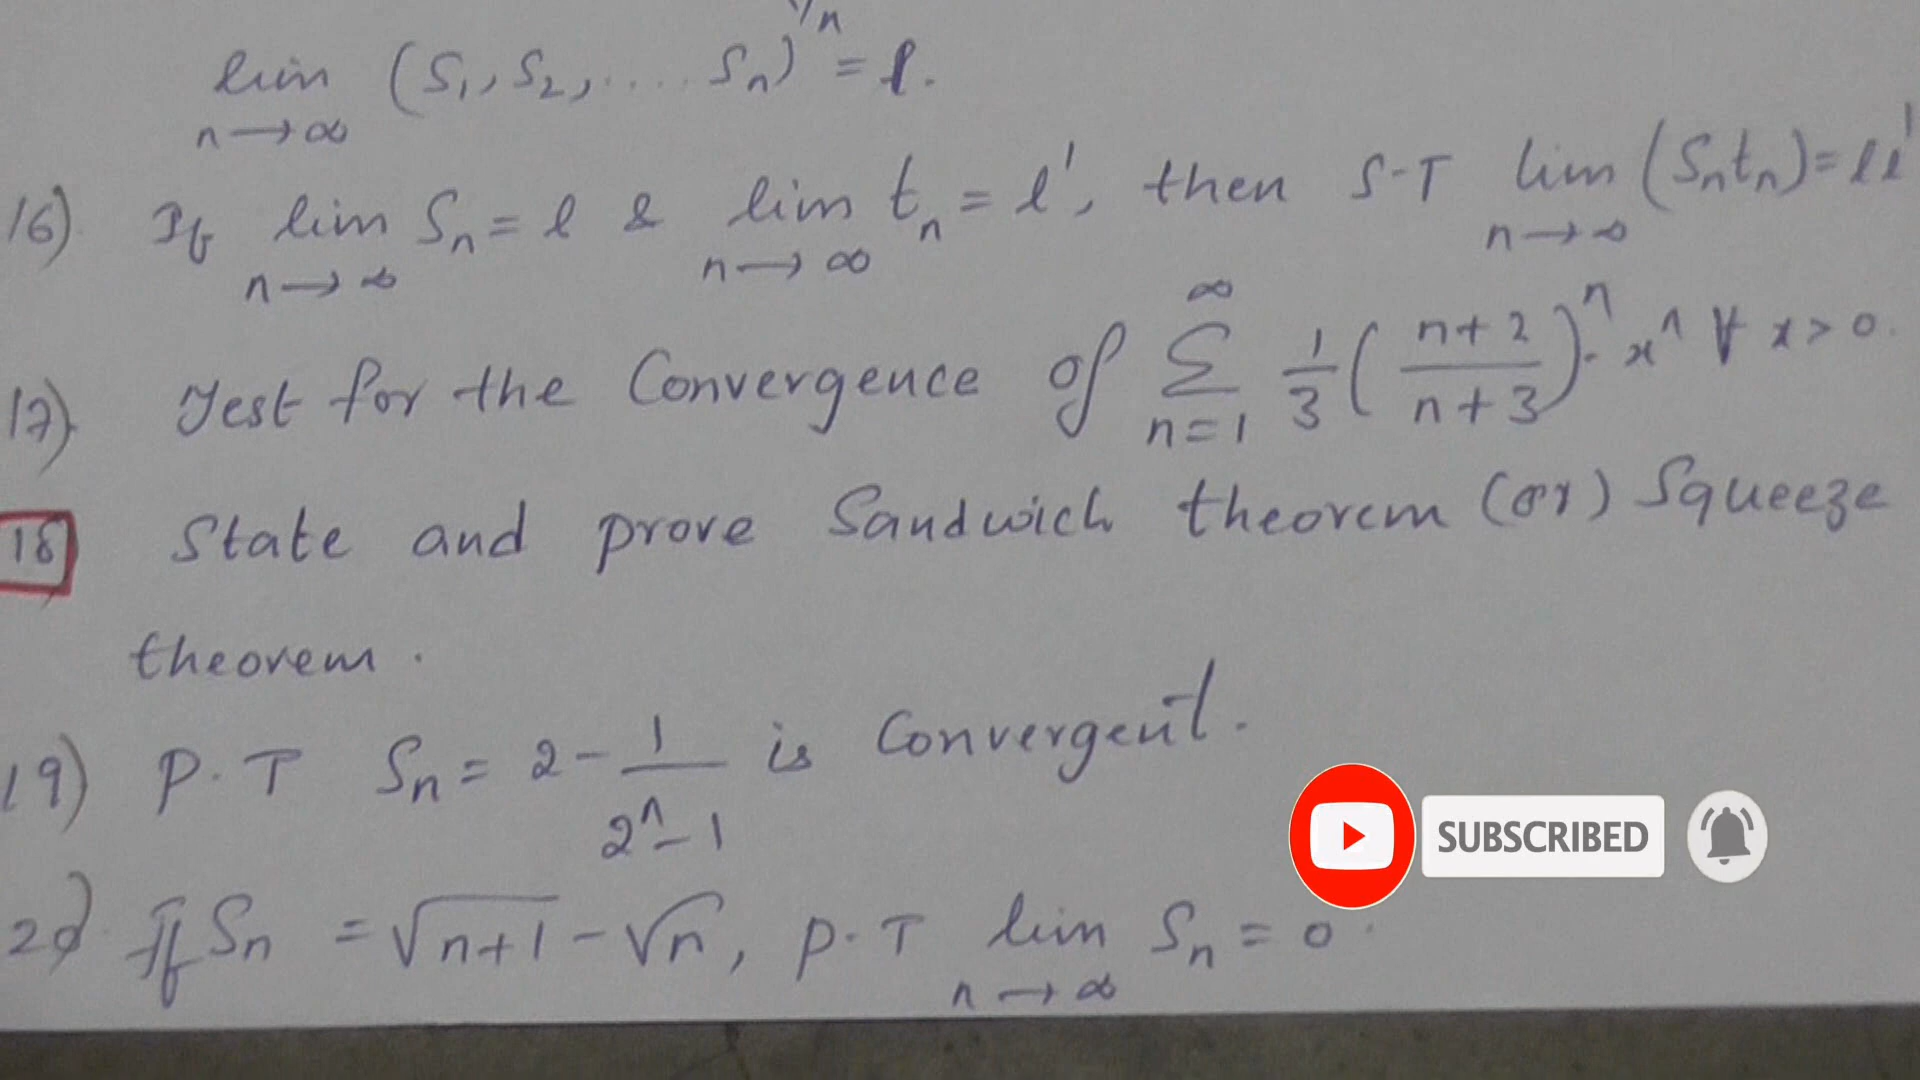 lim (S₁, S₂, .... Sₙ)^1/n = l.
n→∞
16) If lim Sₙ = l & lim tₙ = l', then S·T lim (Sₙtₙ) = ll'
n→∞ n→∞ n→∞
17) Test for the Convergence of ∞∑n=1 1/3 (n+2/n+3)ⁿ. xⁿ ∀ x > 0.
18) State and prove Sandwich theorem (or) Squeeze
theorem.
19) P.T Sₙ = 2 - 1/2ⁿ-1 is Convergent.
SUBSCRIBED
20) If Sₙ = √n+1 - √n, P.T lim Sₙ = 0.
n→∞